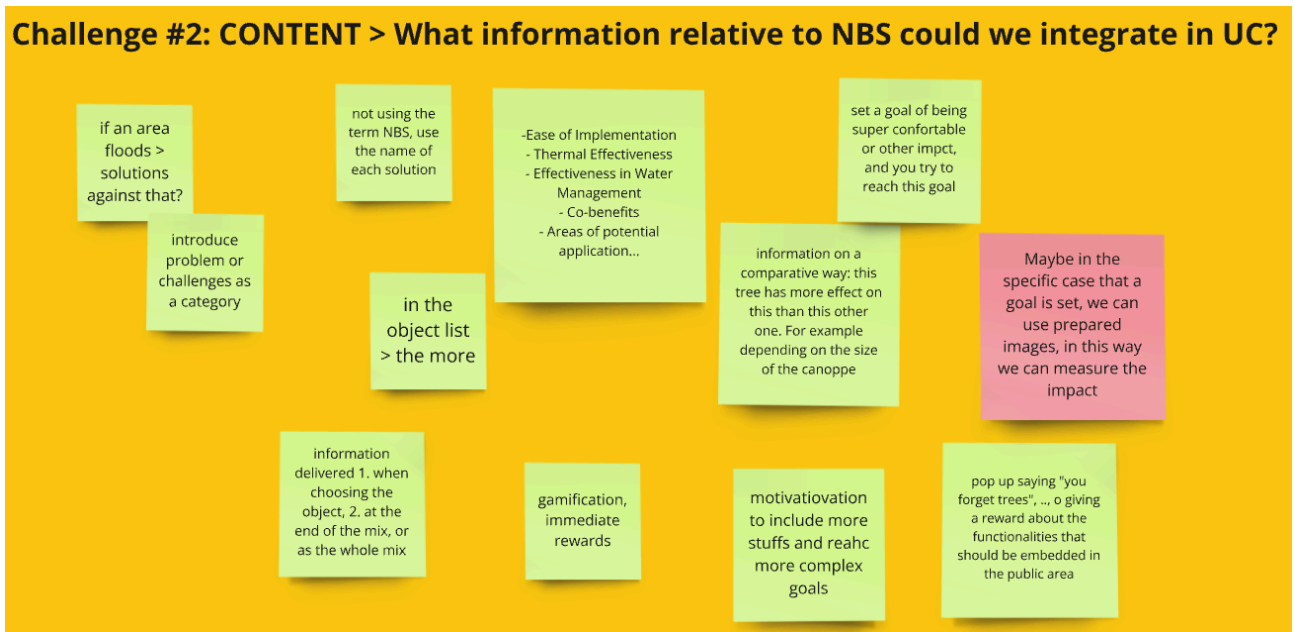 Challenge #2: CONTENT > What information relative to NBS could we integrate in UC?
if an area
floods >
solutions
against that?
introduce
problem or
challenges as
a category
not using the
term NBS, use
the name of
each solution
in the
object list
> the more
-Ease of Implementation
- Thermal Effectiveness
- Effectiveness in Water
Management
- Co-benefits
- Areas of potential
application...
set a goal of being
super confortable
or other impct,
and you try to
reach this goal
information on a
comparative way: this
tree has more effect on
this than this other
one. For example
depending on the size
of the canoppe
Maybe in the
specific case that a
goal is set, we can
use prepared
images, in this way
we can measure the
impact
information
delivered 1. when
choosing the
object, 2. at the
end of the mix, or
as the whole mix
gamification,
immediate
rewards
motivatiovation
to include more
stuffs and reahc
more complex
goals
pop up saying "you
forget trees", .., o giving
a reward about the
functionalities that
should be embedded in
the public area